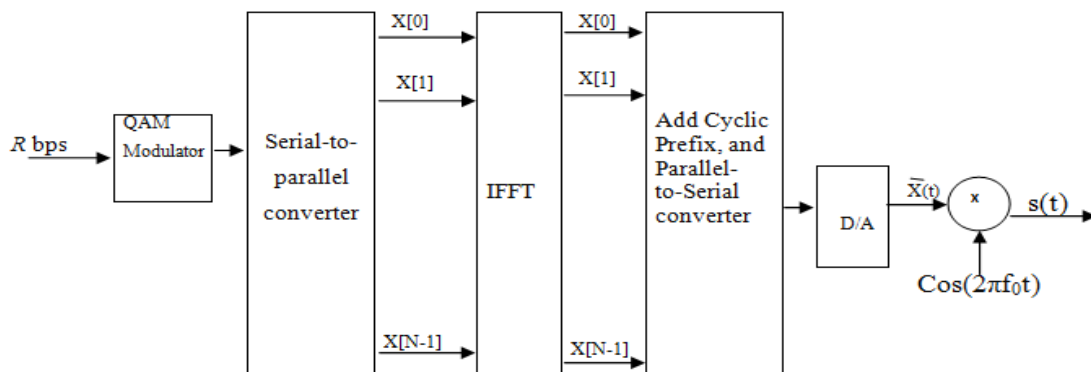 R bps
QAM
Modulator
Serial-to-
parallel
converter
X[0]
X[1]
X[N-1]
IFFT
X[0]
X[1]
X[N-1]
Add Cyclic
Prefix, and
Parallel-
to-Serial
converter
D/A
X̄(t)
x
s(t)
Cos(2πf₀t)